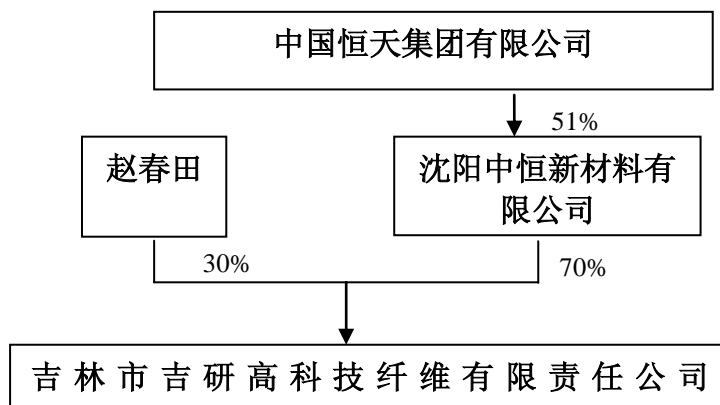 中国恒天集团有限公司
51%
赵春田
沈阳中恒新材料有
限公司
30%
70%
吉林市吉研高科技纤维有限责任公司